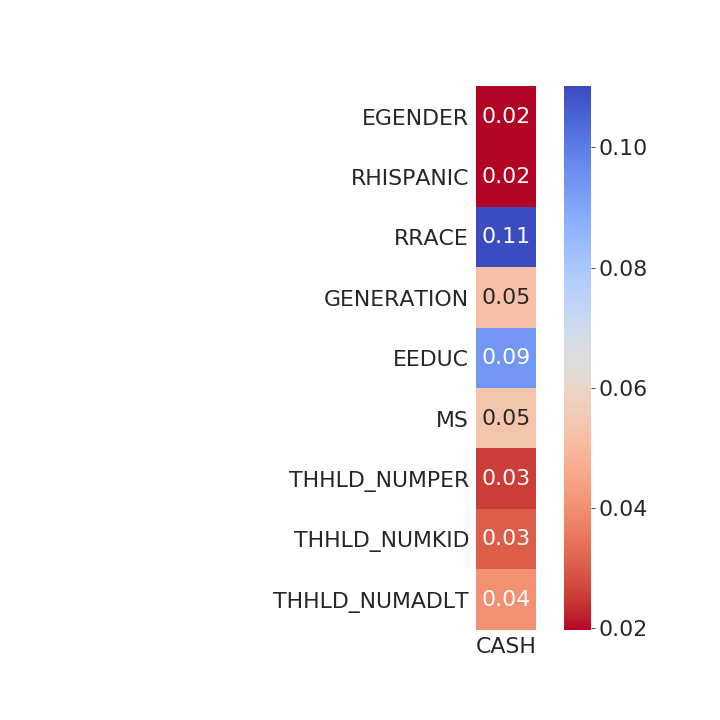 EGENDER 0.02
RHISPANIC 0.02
RRACE 0.11
GENERATION 0.05
EEDUC 0.09
MS 0.05
THHLD_NUMPER 0.03
THHLD_NUMKID 0.03
THHLD_NUMADLT 0.04
CASH
0.10
0.08
0.06
0.04
0.02